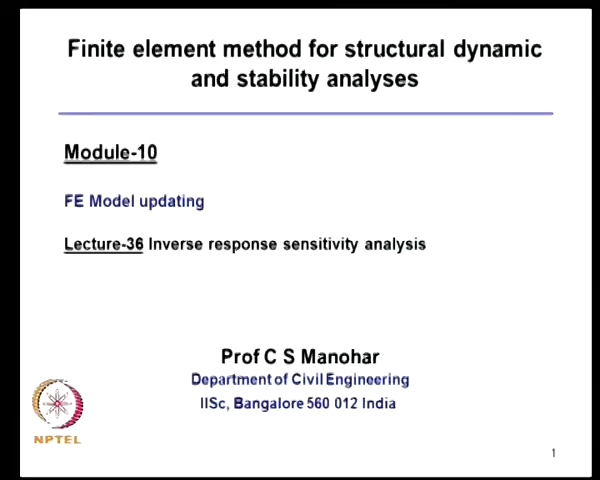 Finite element method for structural dynamic
and stability analyses
Module-10
FE Model updating
Lecture-36 Inverse response sensitivity analysis
Prof C S Manohar
Department of Civil Engineering
IISc, Bangalore 560 012 India
NPTEL
1